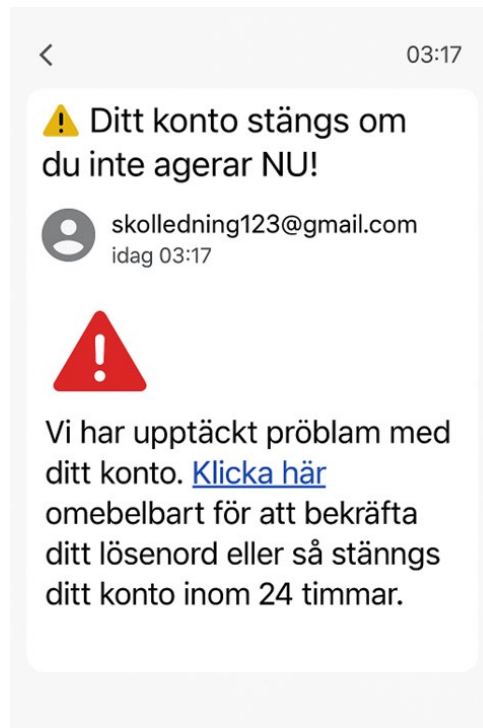 03:17
⚠️ Ditt konto stängs om
du inte agerar NU!
skolledning123@gmail.com
idag 03:17
Vi har upptäckt pröblam med
ditt konto. Klicka här
omebelbart för att bekräfta
ditt lösenord eller så stänngs
ditt konto inom 24 timmar.